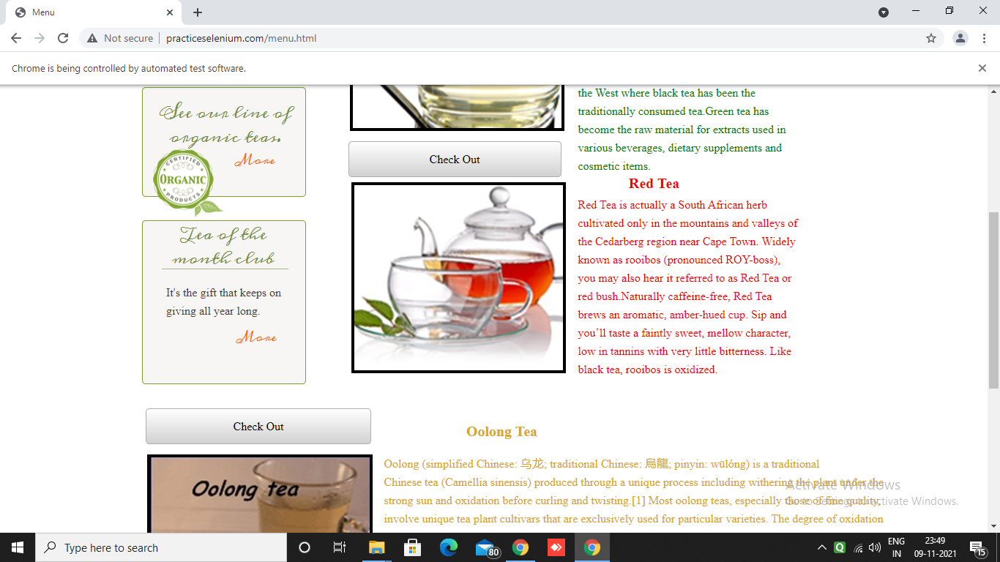 Menu
Not secure
practiceselenium.com/menu.html
Chrome is being controlled by automated test software.
See our line of
organic teas.
More
CERTIFIED
ORGANIC
PRODUCTS
Tea of the
month club
It's the gift that keeps on
giving all year long.
More
Check Out
the West where black tea has been the
traditionally consumed tea.Green tea has
become the raw material for extracts used in
various beverages, dietary supplements and
cosmetic items.
Red Tea
Red Tea is actually a South African herb
cultivated only in the mountains and valleys of
the Cedarberg region near Cape Town. Widely
known as rooibos (pronounced ROY-boss),
you may also hear it referred to as Red Tea or
red bush.Naturally caffeine-free, Red Tea
brews an aromatic, amber-hued cup. Sip and
you’ll taste a faintly sweet, mellow character,
low in tannins with very little bitterness. Like
black tea, rooibos is oxidized.
Check Out
Oolong Tea
Oolong tea
Oolong (simplified Chinese: 乌龙; traditional Chinese: 烏龍; pinyin: wūlóng) is a traditional
Chinese tea (Camellia sinensis) produced through a unique process including withering the plant under the
strong sun and oxidation before curling and twisting.[1] Most oolong teas, especially those of fine quality,
involve unique tea plant cultivars that are exclusively used for particular varieties. The degree of oxidation
Activate Windows
Go to Settings to activate Windows.
Type here to search
80
ENG
IN
23:49
09-11-2021
15